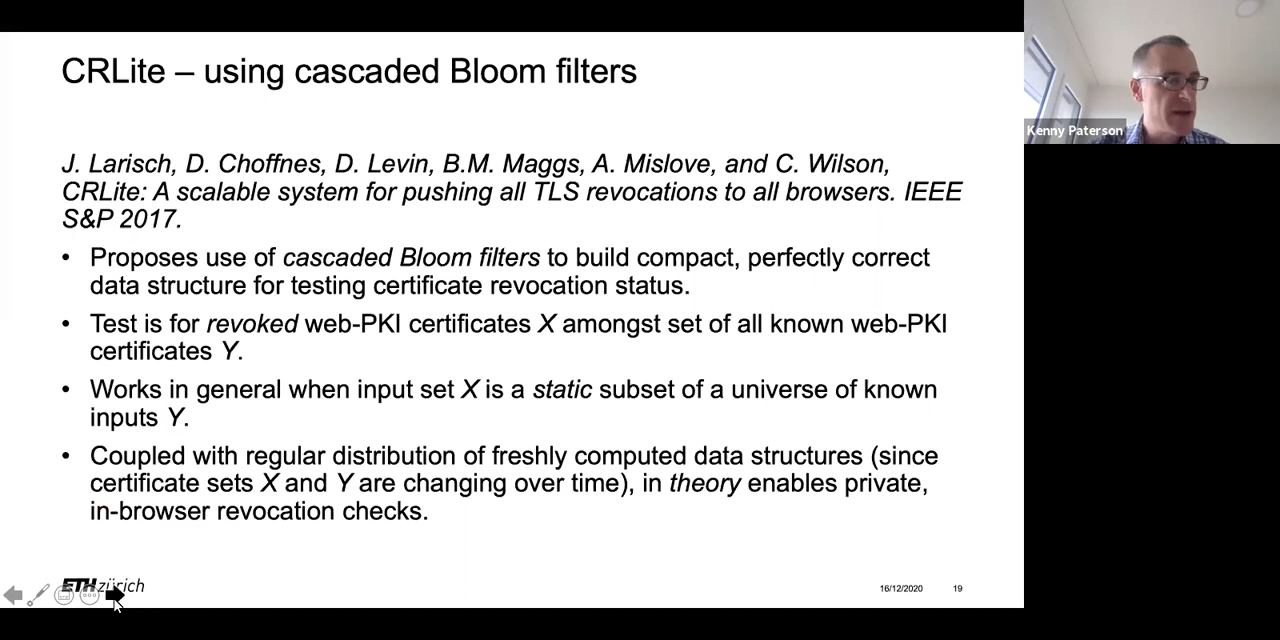 CRLite – using cascaded Bloom filters
J. Larisch, D. Choffnes, D. Levin, B.M. Maggs, A. Mislove, and C. Wilson,
CRLite: A scalable system for pushing all TLS revocations to all browsers. IEEE
S&P 2017.
• Proposes use of cascaded Bloom filters to build compact, perfectly correct
data structure for testing certificate revocation status.
• Test is for revoked web-PKI certificates X amongst set of all known web-PKI
certificates Y.
• Works in general when input set X is a static subset of a universe of known
inputs Y.
• Coupled with regular distribution of freshly computed data structures (since
certificate sets X and Y are changing over time), in theory enables private,
in-browser revocation checks.
ETH zürich
16/12/2020 19
Kenny Paterson